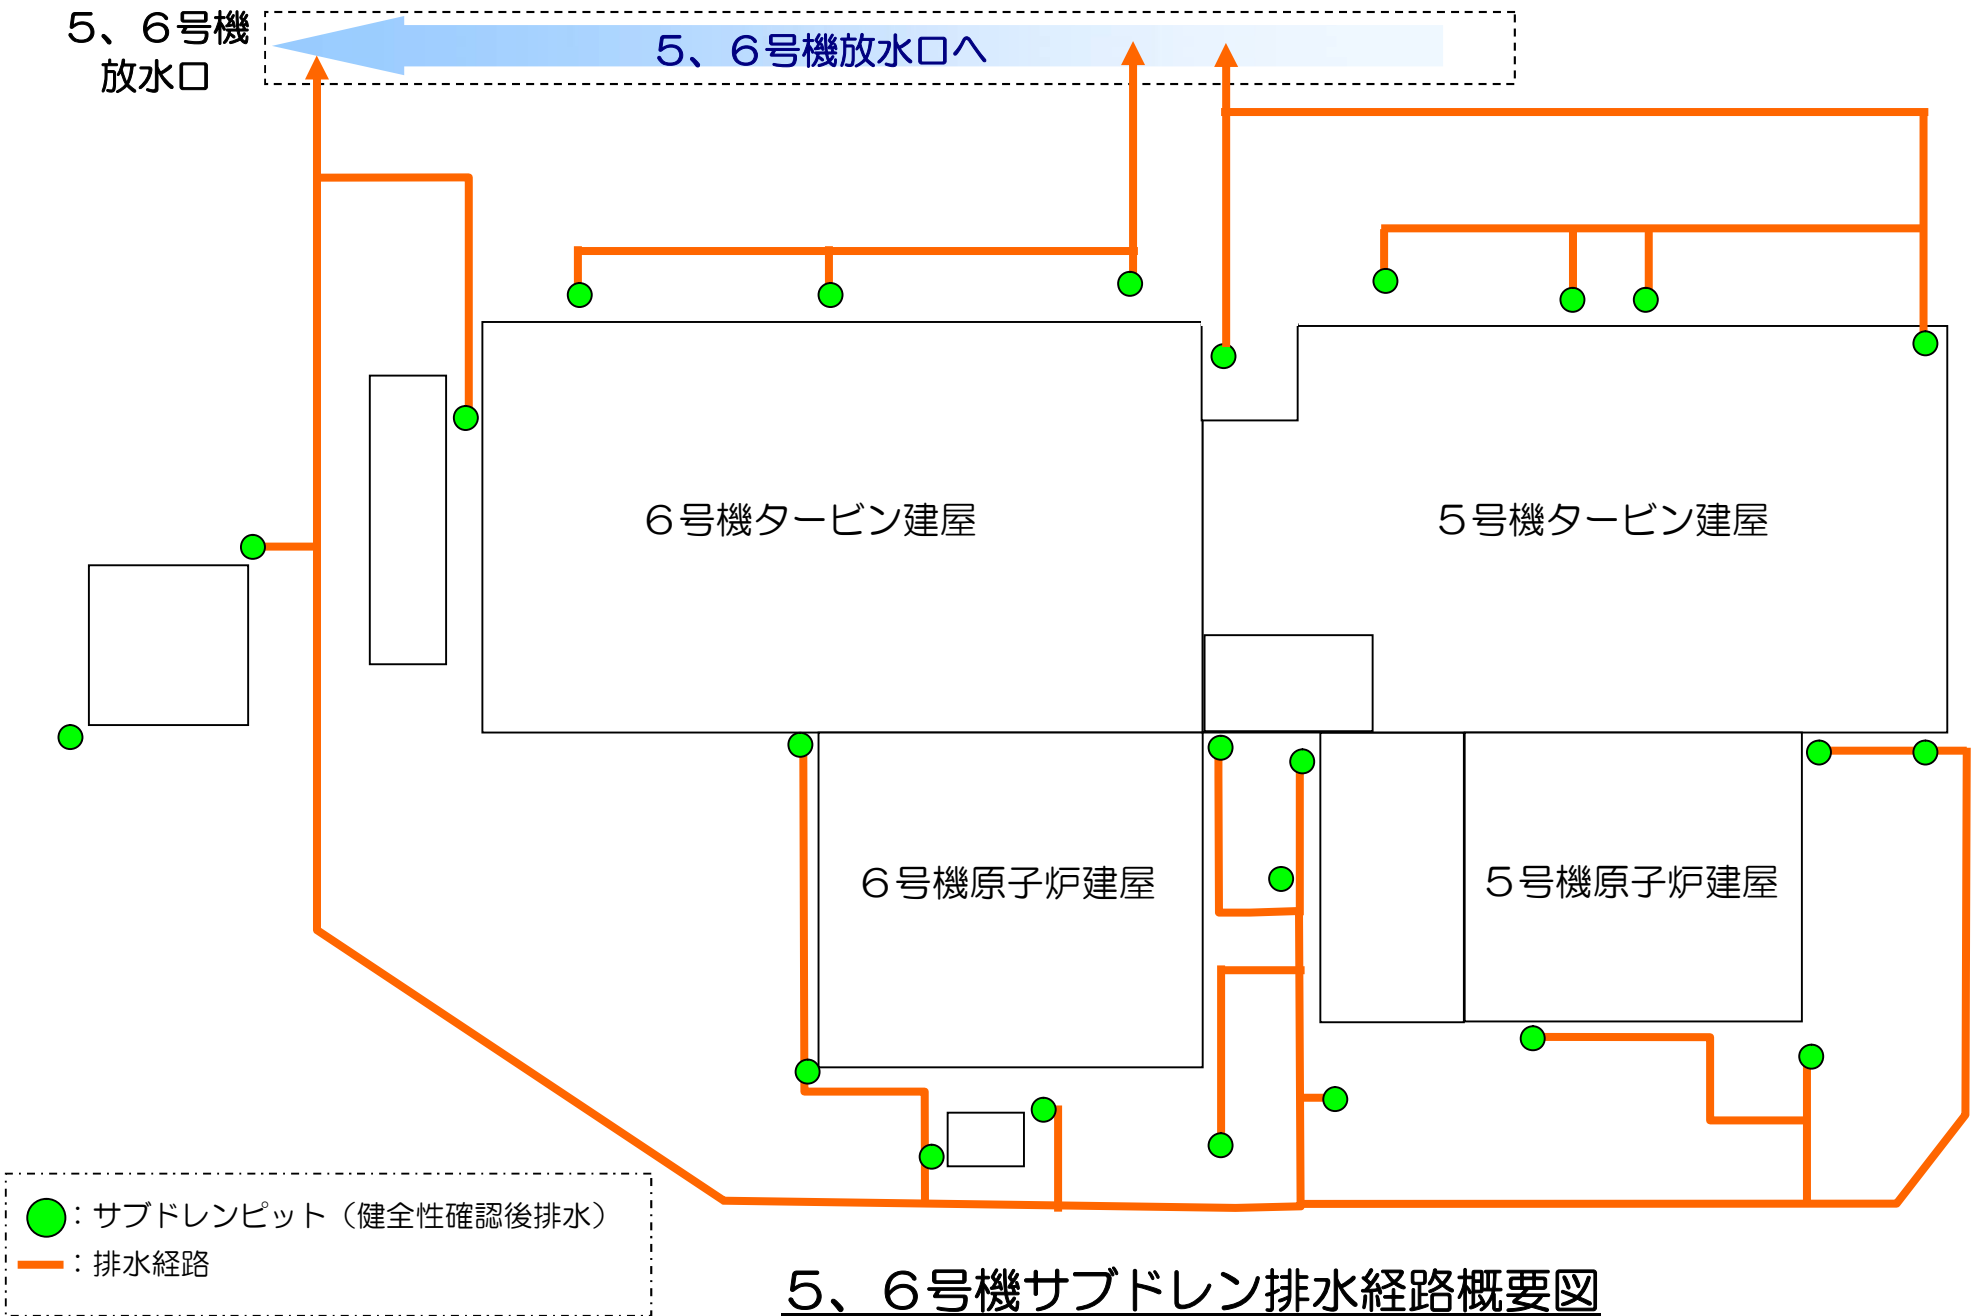 ５、６号機
放水口
５、６号機放水口へ
６号機タービン建屋
５号機タービン建屋
６号機原子炉建屋
５号機原子炉建屋
：サブドレンピット（健全性確認後排水）
：排水経路
５、６号機サブドレン排水経路概要図